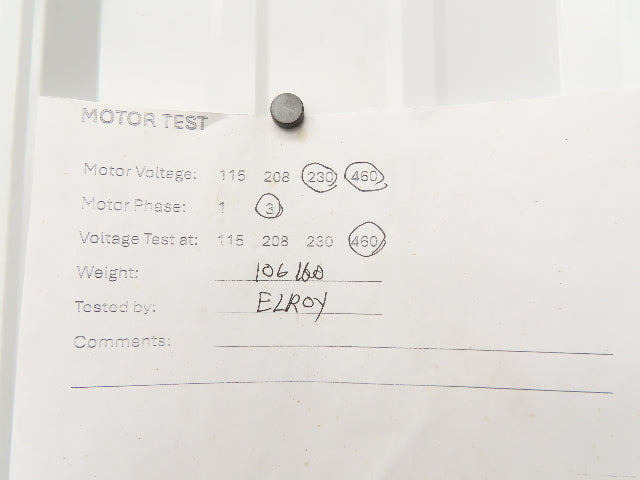 MOTOR TEST
Motor Voltage: 115 208 230 460
Motor Phase: 1 3
Voltage Test at: 115 208 230 460
Weight: 106
Tested by: ELROY
Comments: